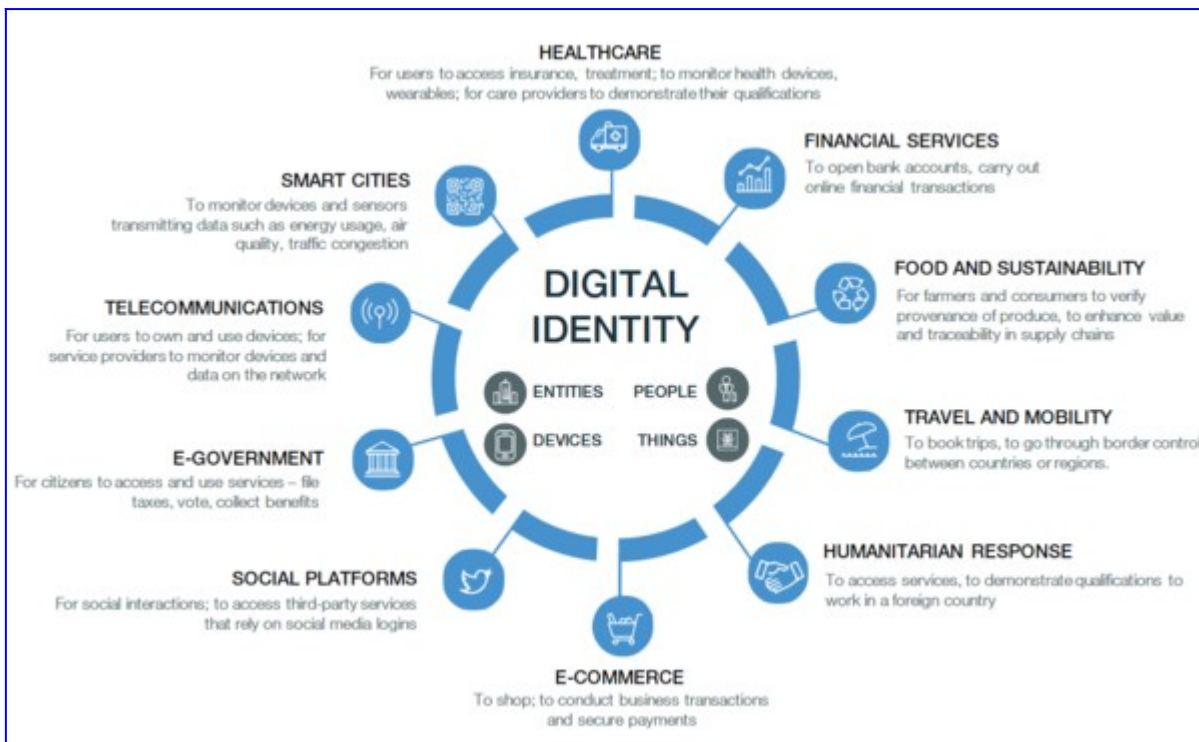 HEALTHCARE
For users to access insurance, treatment; to monitor health devices,
wearables; for care providers to demonstrate their qualifications
FINANCIAL SERVICES
To open bank accounts, carry out
online financial transactions
SMART CITIES
To monitor devices and sensors
transmitting data such as energy usage, air
quality, traffic congestion
FOOD AND SUSTAINABILITY
For farmers and consumers to verify
provenance of produce, to enhance value
and traceability in supply chains
DIGITAL
IDENTITY
ENTITIES
PEOPLE
DEVICES
THINGS
TELECOMMUNICATIONS
For users to own and use devices; for
service providers to monitor devices and
data on the network
TRAVEL AND MOBILITY
To book trips, to go through border control
between countries or regions.
E-GOVERNMENT
For citizens to access and use services – file
taxes, vote, collect benefits
HUMANITARIAN RESPONSE
To access services, to demonstrate qualifications to
work in a foreign country
SOCIAL PLATFORMS
For social interactions; to access third-party services
that rely on social media logins
E-COMMERCE
To shop; to conduct business transactions
and secure payments